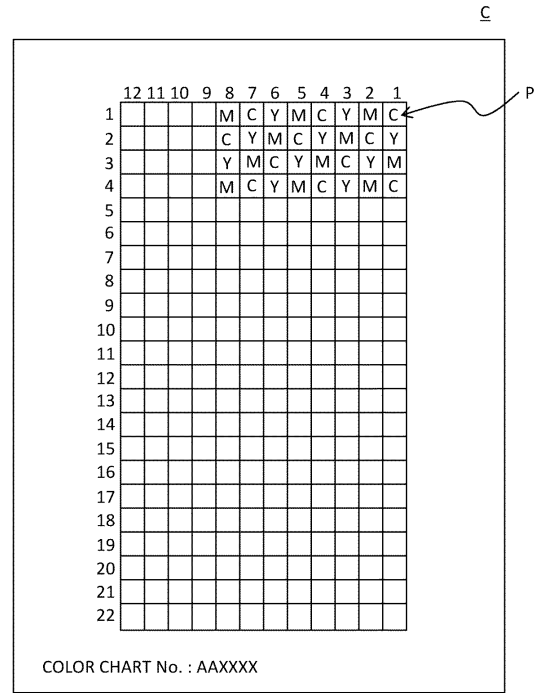 C
12 11 10 9 8 7 6 5 4 3 2 1
1 M C Y M C Y M C P
2 C Y M C Y M C Y
3 Y M C Y M C Y M
4 M C Y M C Y M C
5
6
7
8
9
10
11
12
13
14
15
16
17
18
19
20
21
22
COLOR CHART No. : AAXXXX